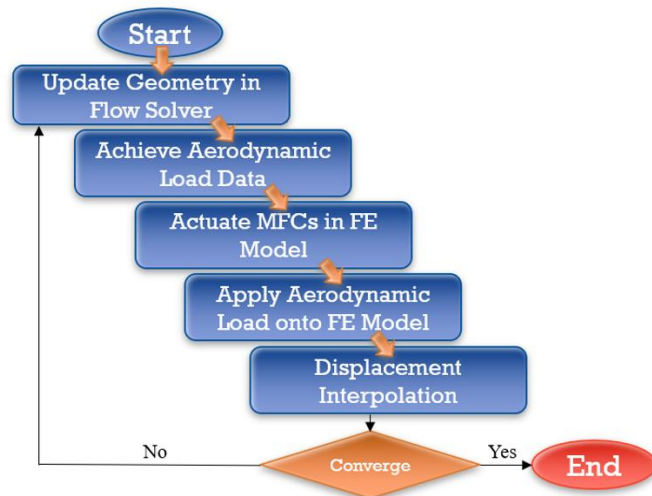 Start
Update Geometry in
Flow Solver
Achieve Aerodynamic
Load Data
Actuate MFCs in FE
Model
Apply Aerodynamic
Load onto FE Model
Displacement
Interpolation
No
Converge
Yes
End